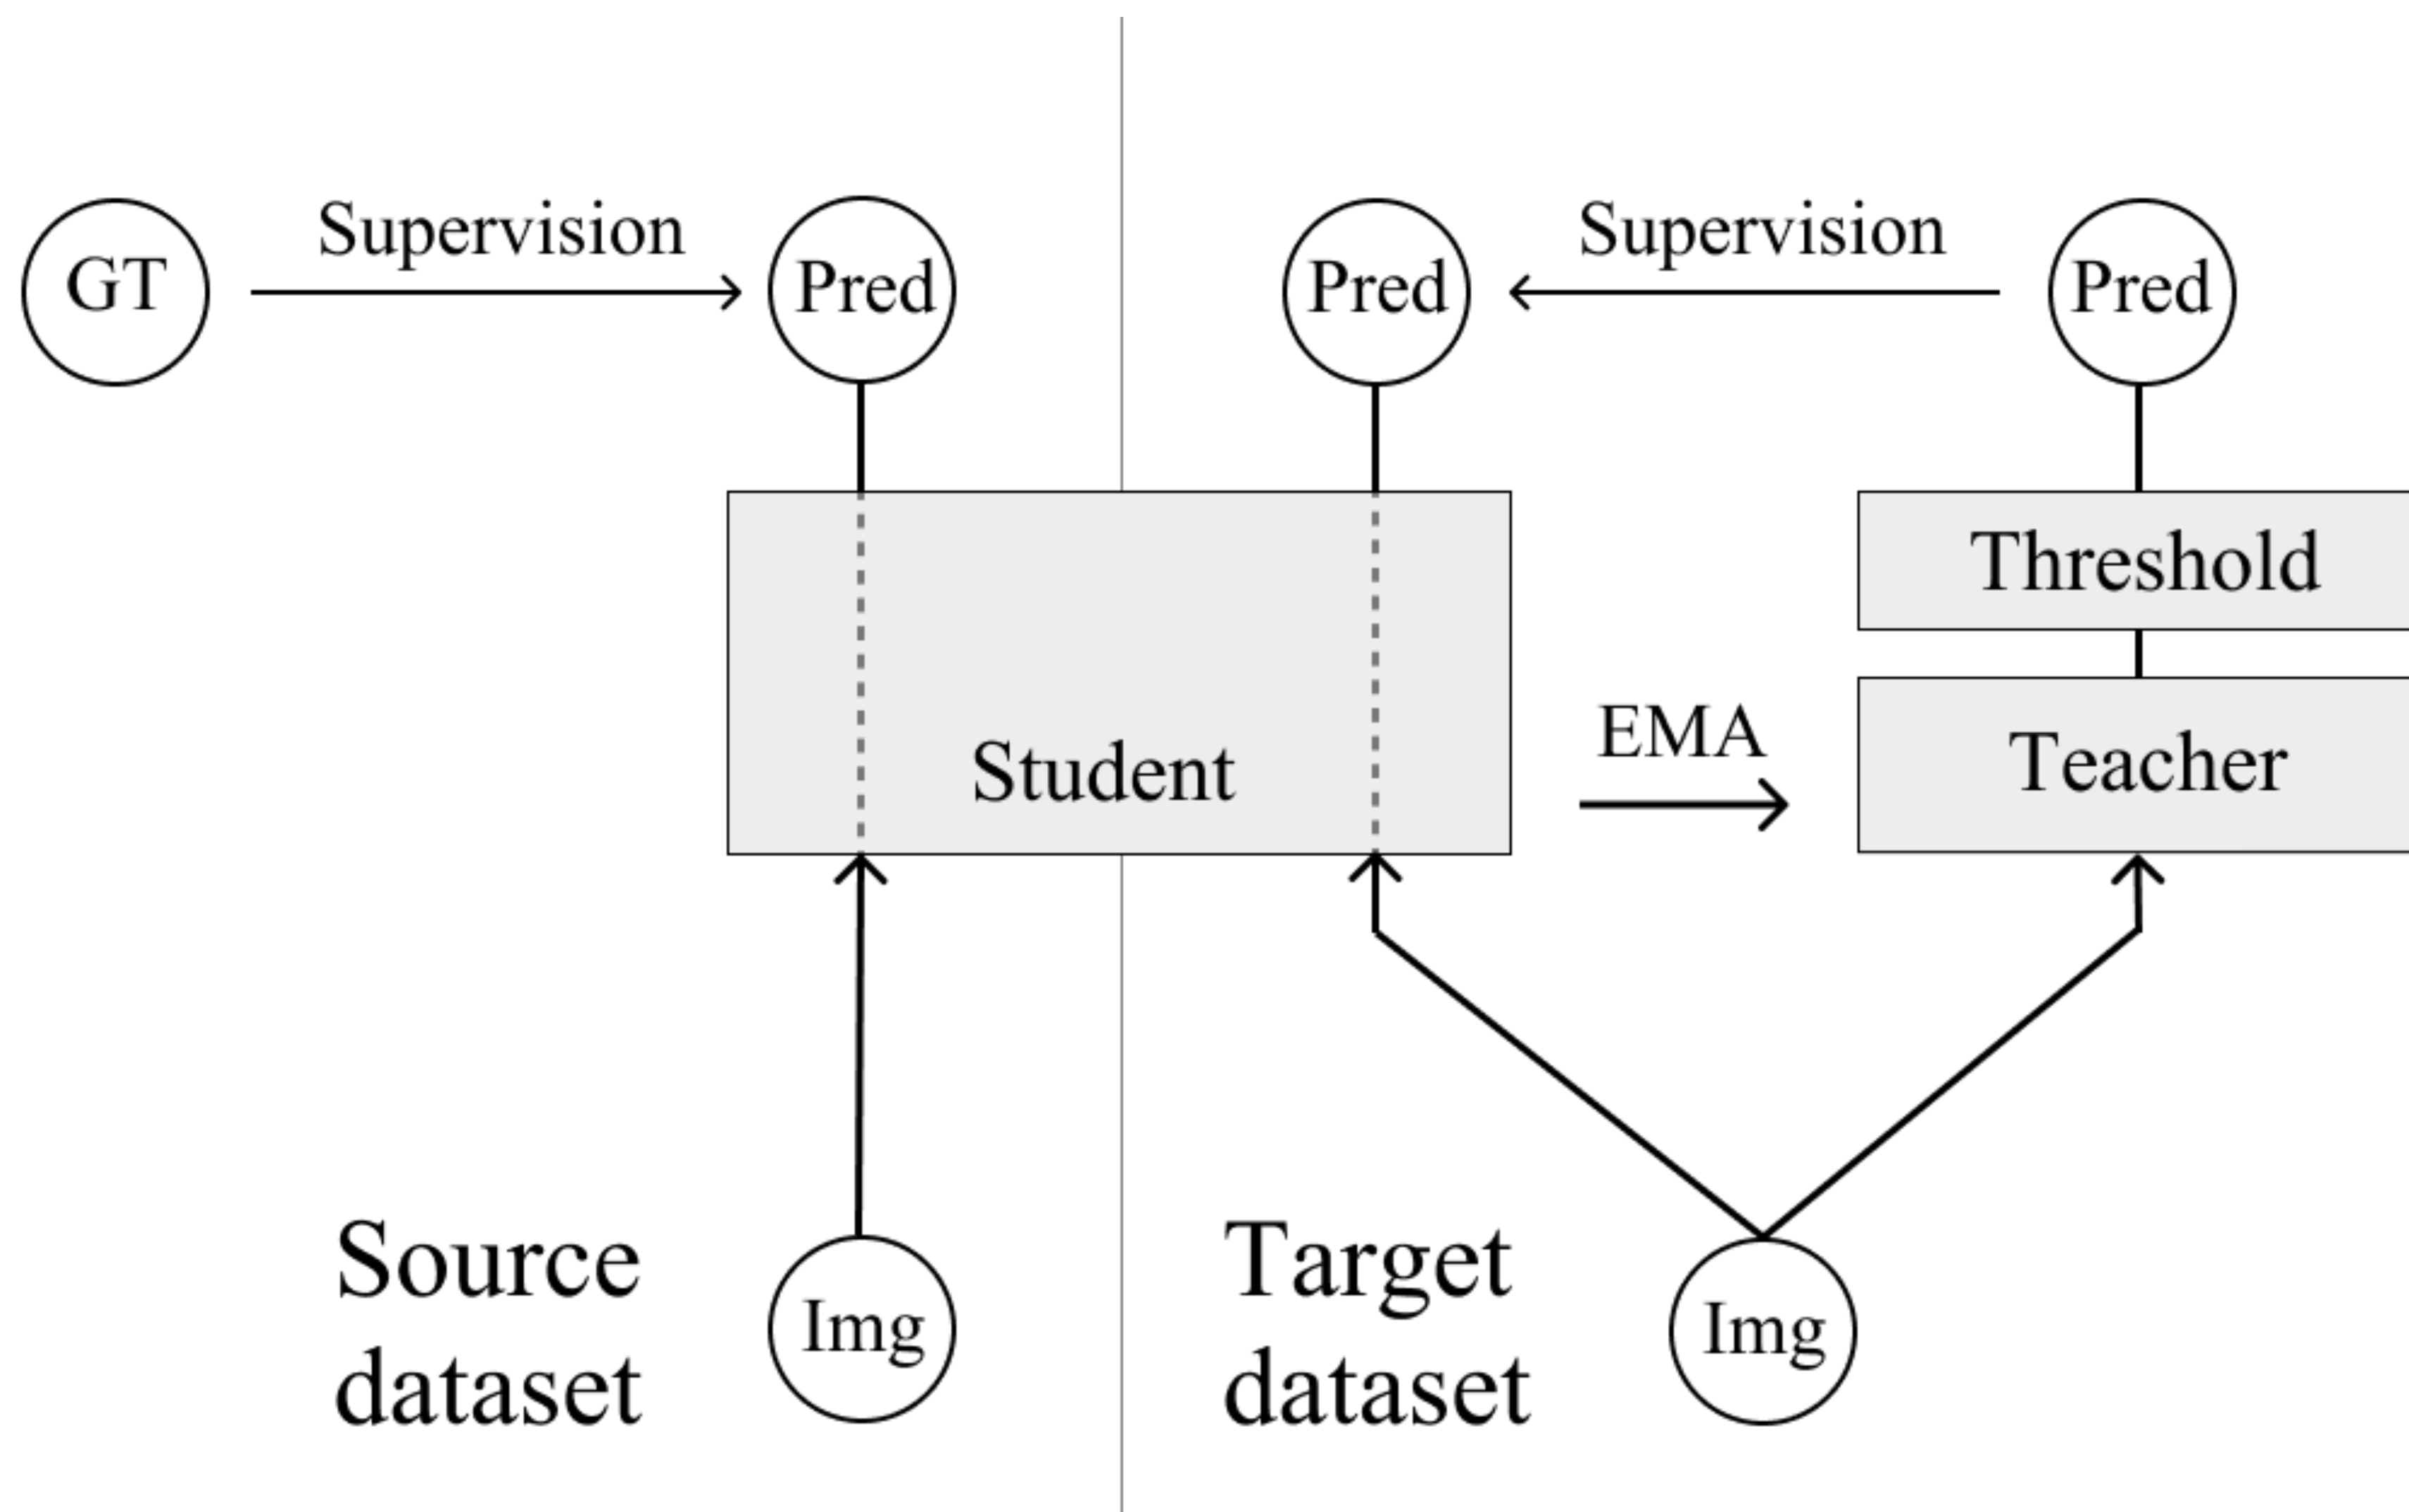 GT
Supervision
Pred
Pred
Supervision
Pred
Threshold
Student
EMA
Teacher
Source
dataset
Img
Target
dataset
Img